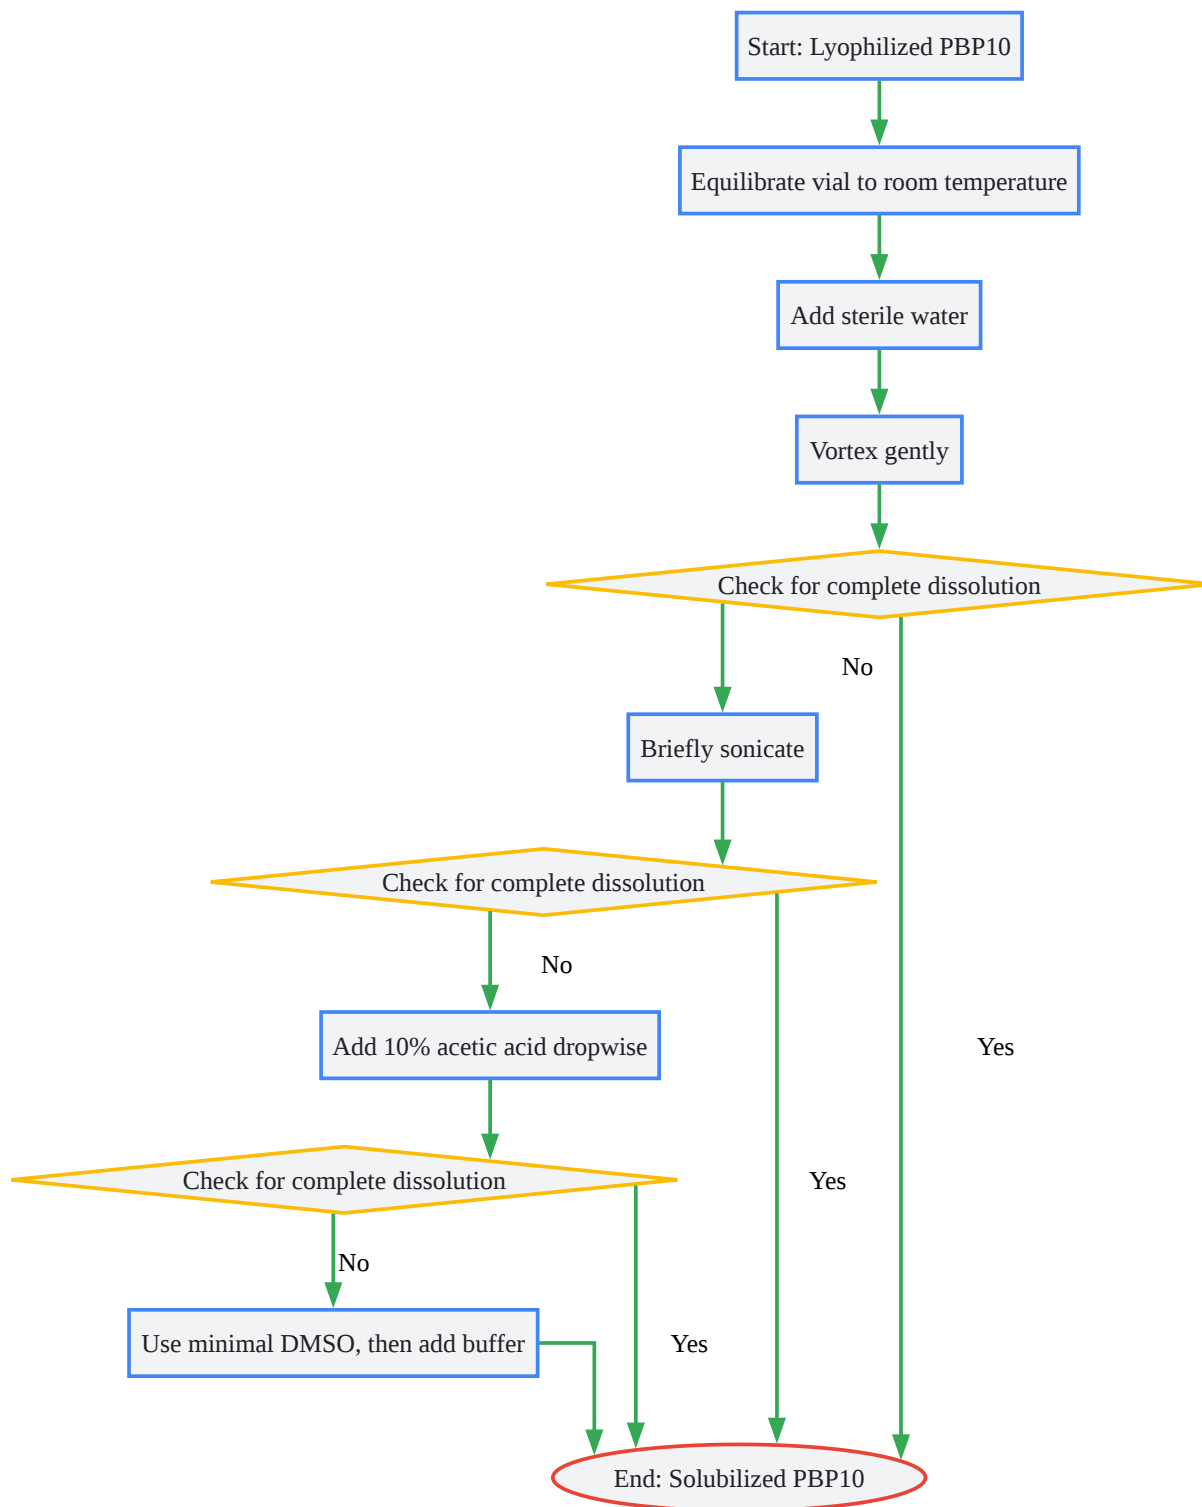 Start: Lyophilized PBP10
Equilibrate vial to room temperature
Add sterile water
Vortex gently
Check for complete dissolution
No
Briefly sonicate
Check for complete dissolution
No
Yes
Add 10% acetic acid dropwise
Check for complete dissolution
Yes
No
Use minimal DMSO, then add buffer
Yes
End: Solubilized PBP10